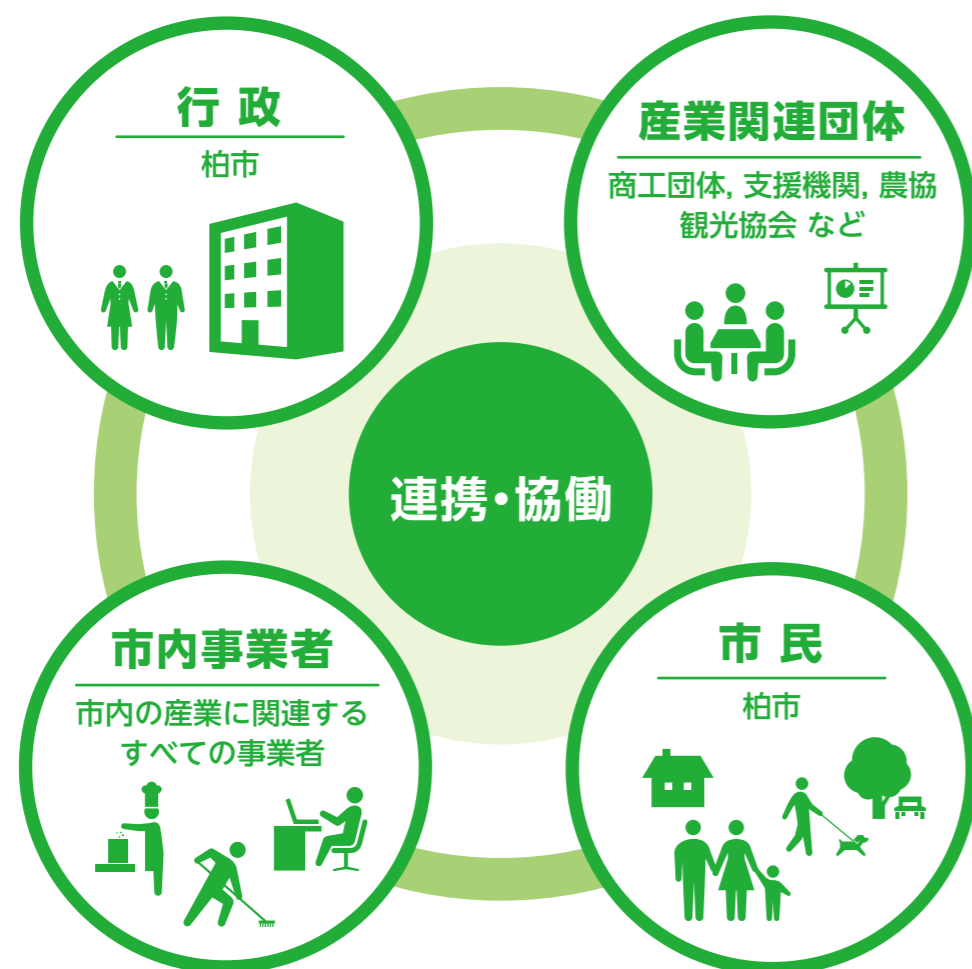 行 政
柏市
産業関連団体
商工団体, 支援機関, 農協
観光協会 など
連携・協働
市内事業者
市内の産業に関連する
すべての事業者
市 民
柏市